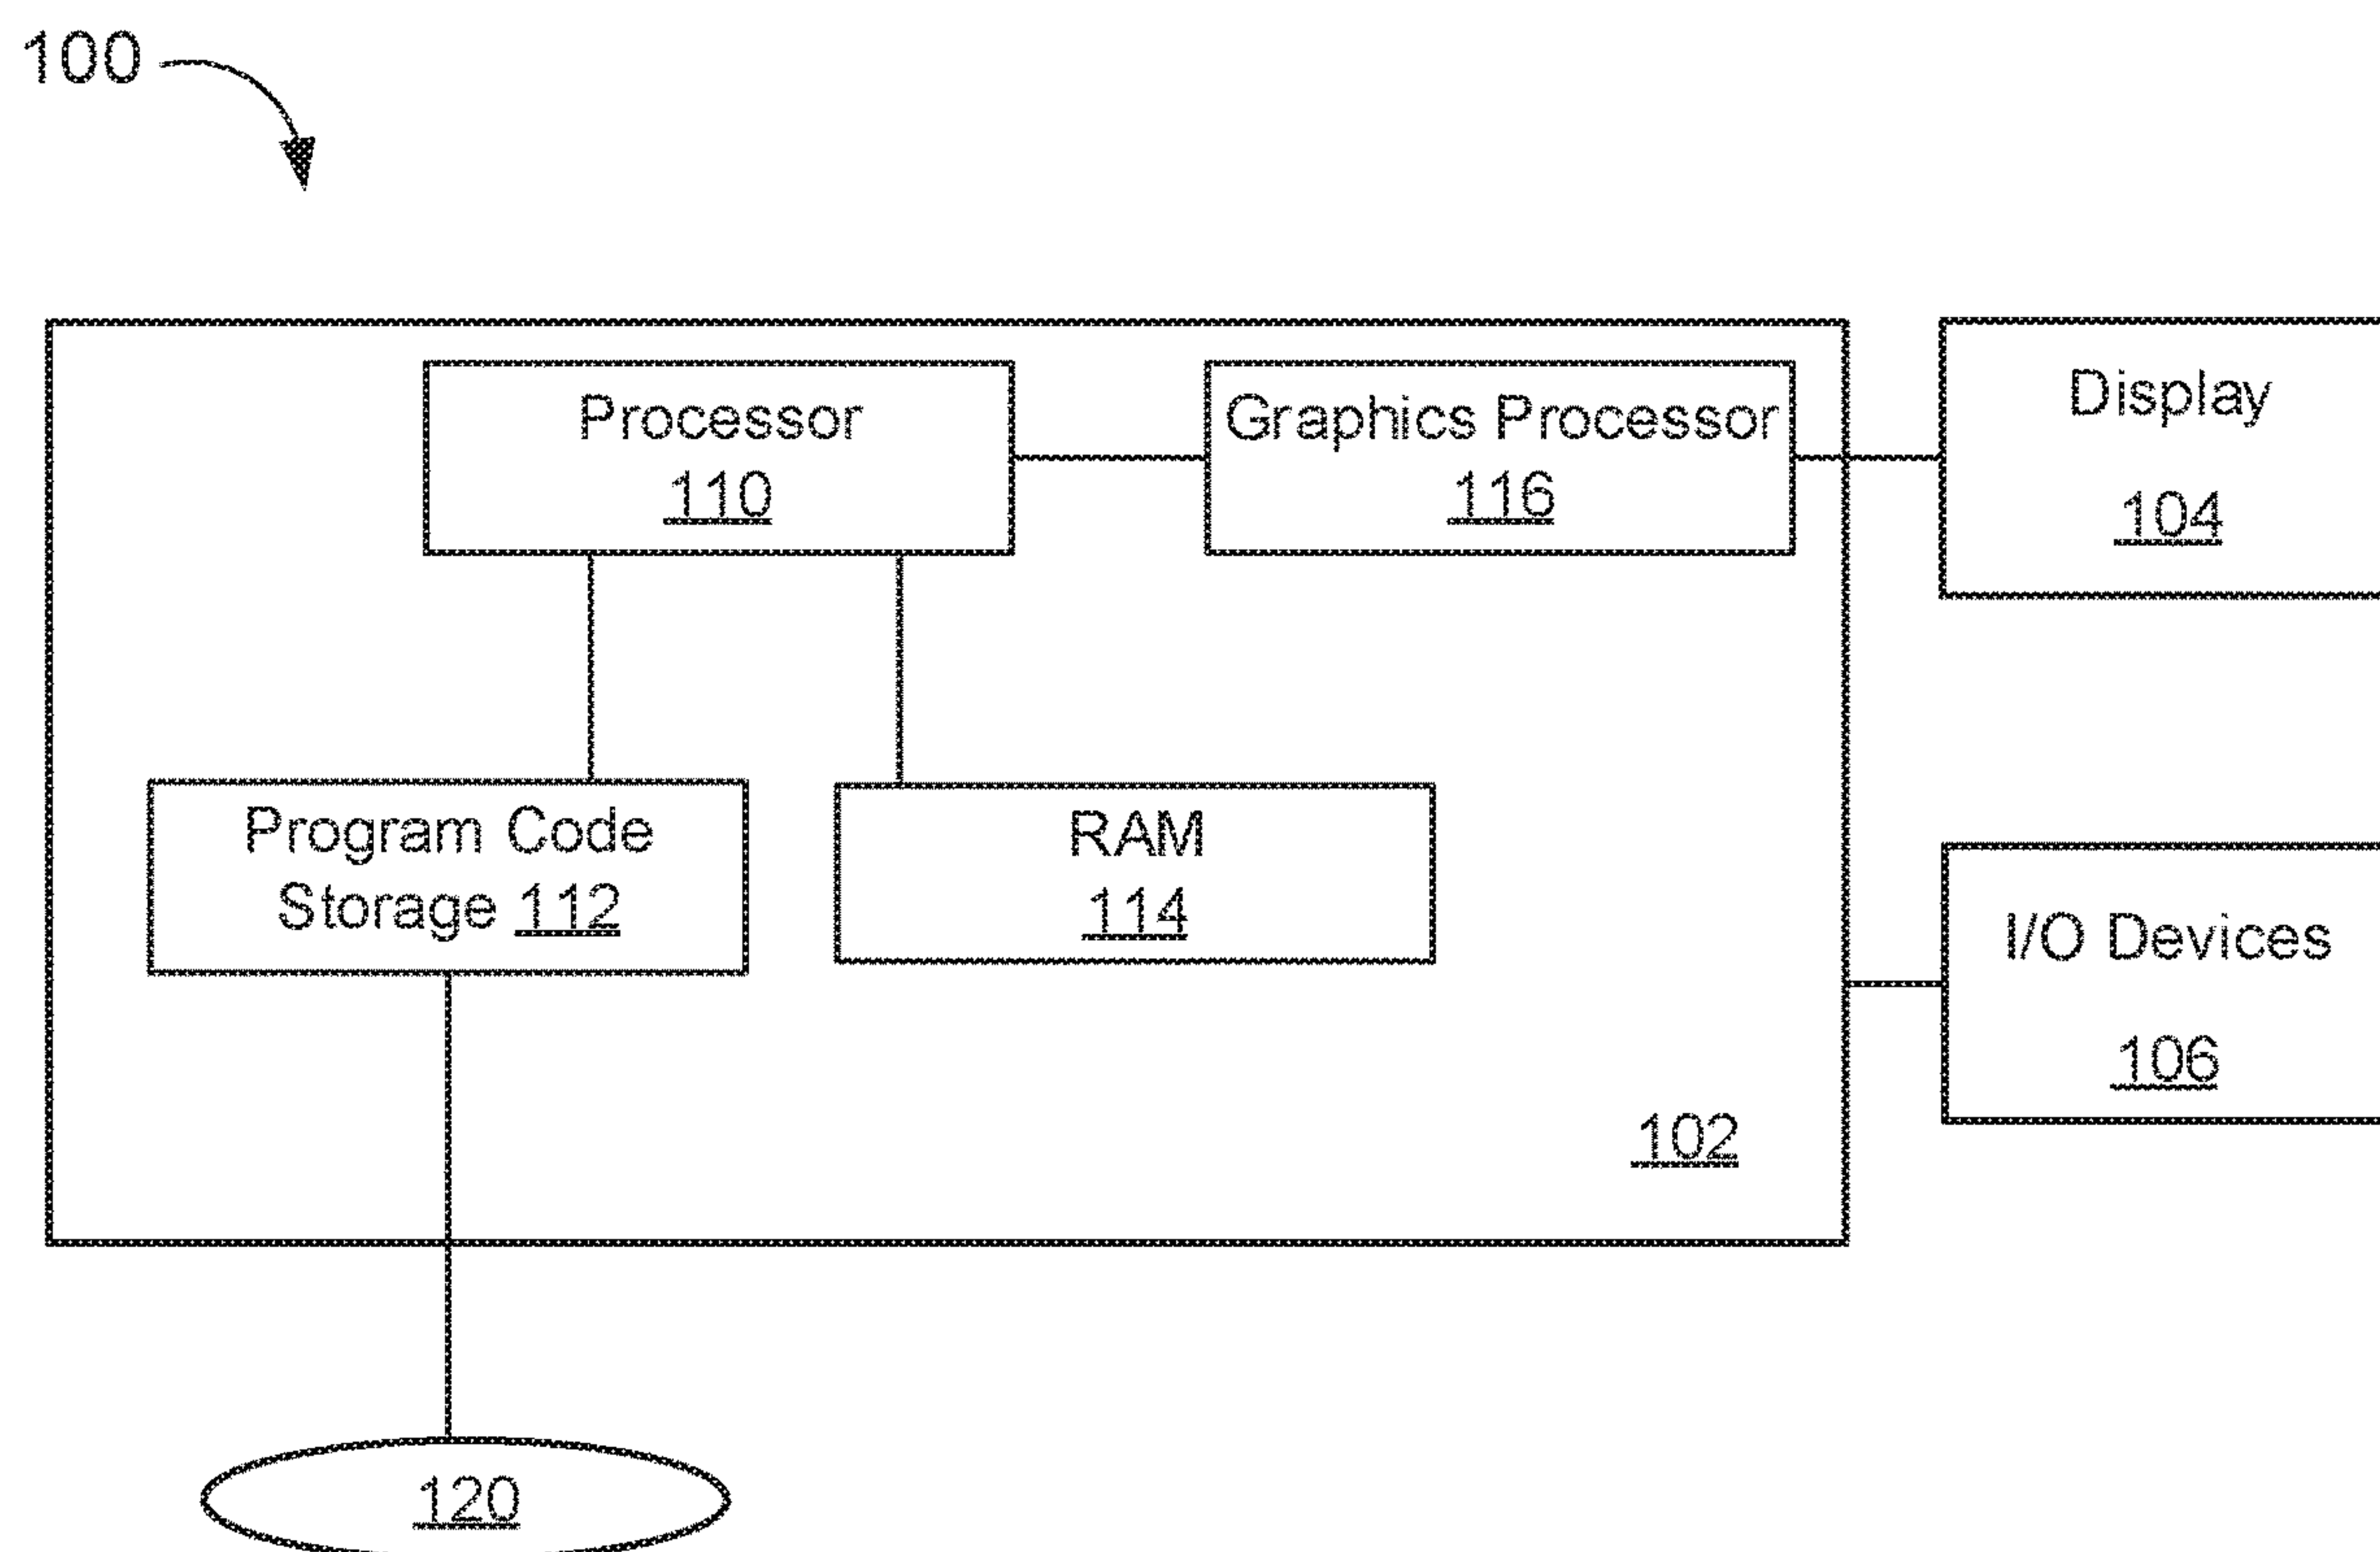 100
Processor
110
Graphics Processor
116
Display
104
Program Code
Storage 112
RAM
114
I/O Devices
106
102
120